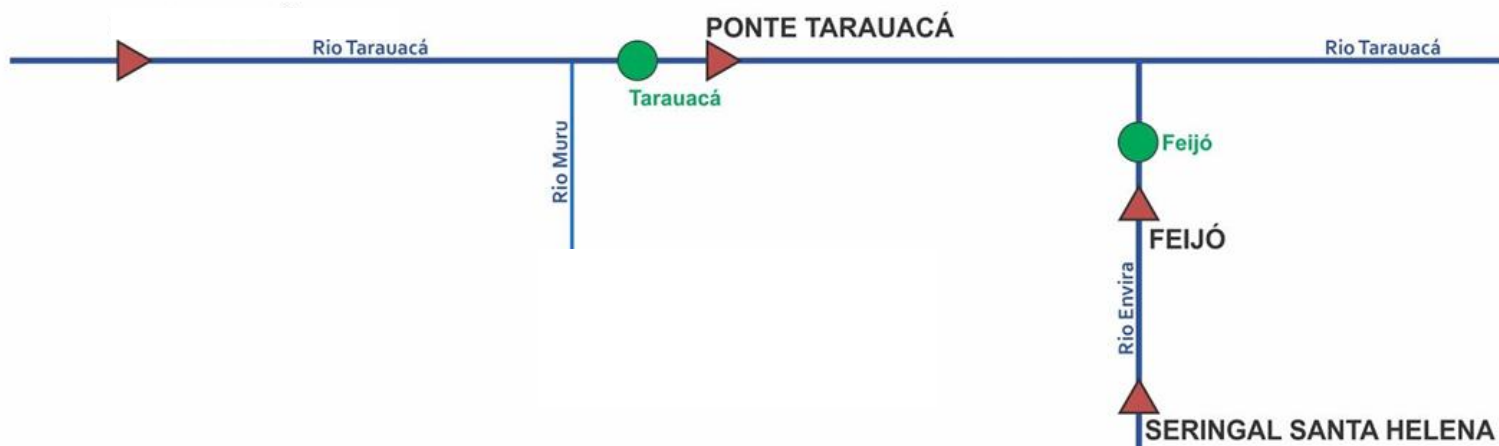 PONTE TARAUACÁ
Rio Tarauacá
Rio Tarauacá
Tarauacá
Rio Muru
Feijó
FEIJÓ
Rio Envira
SERINGAL SANTA HELENA